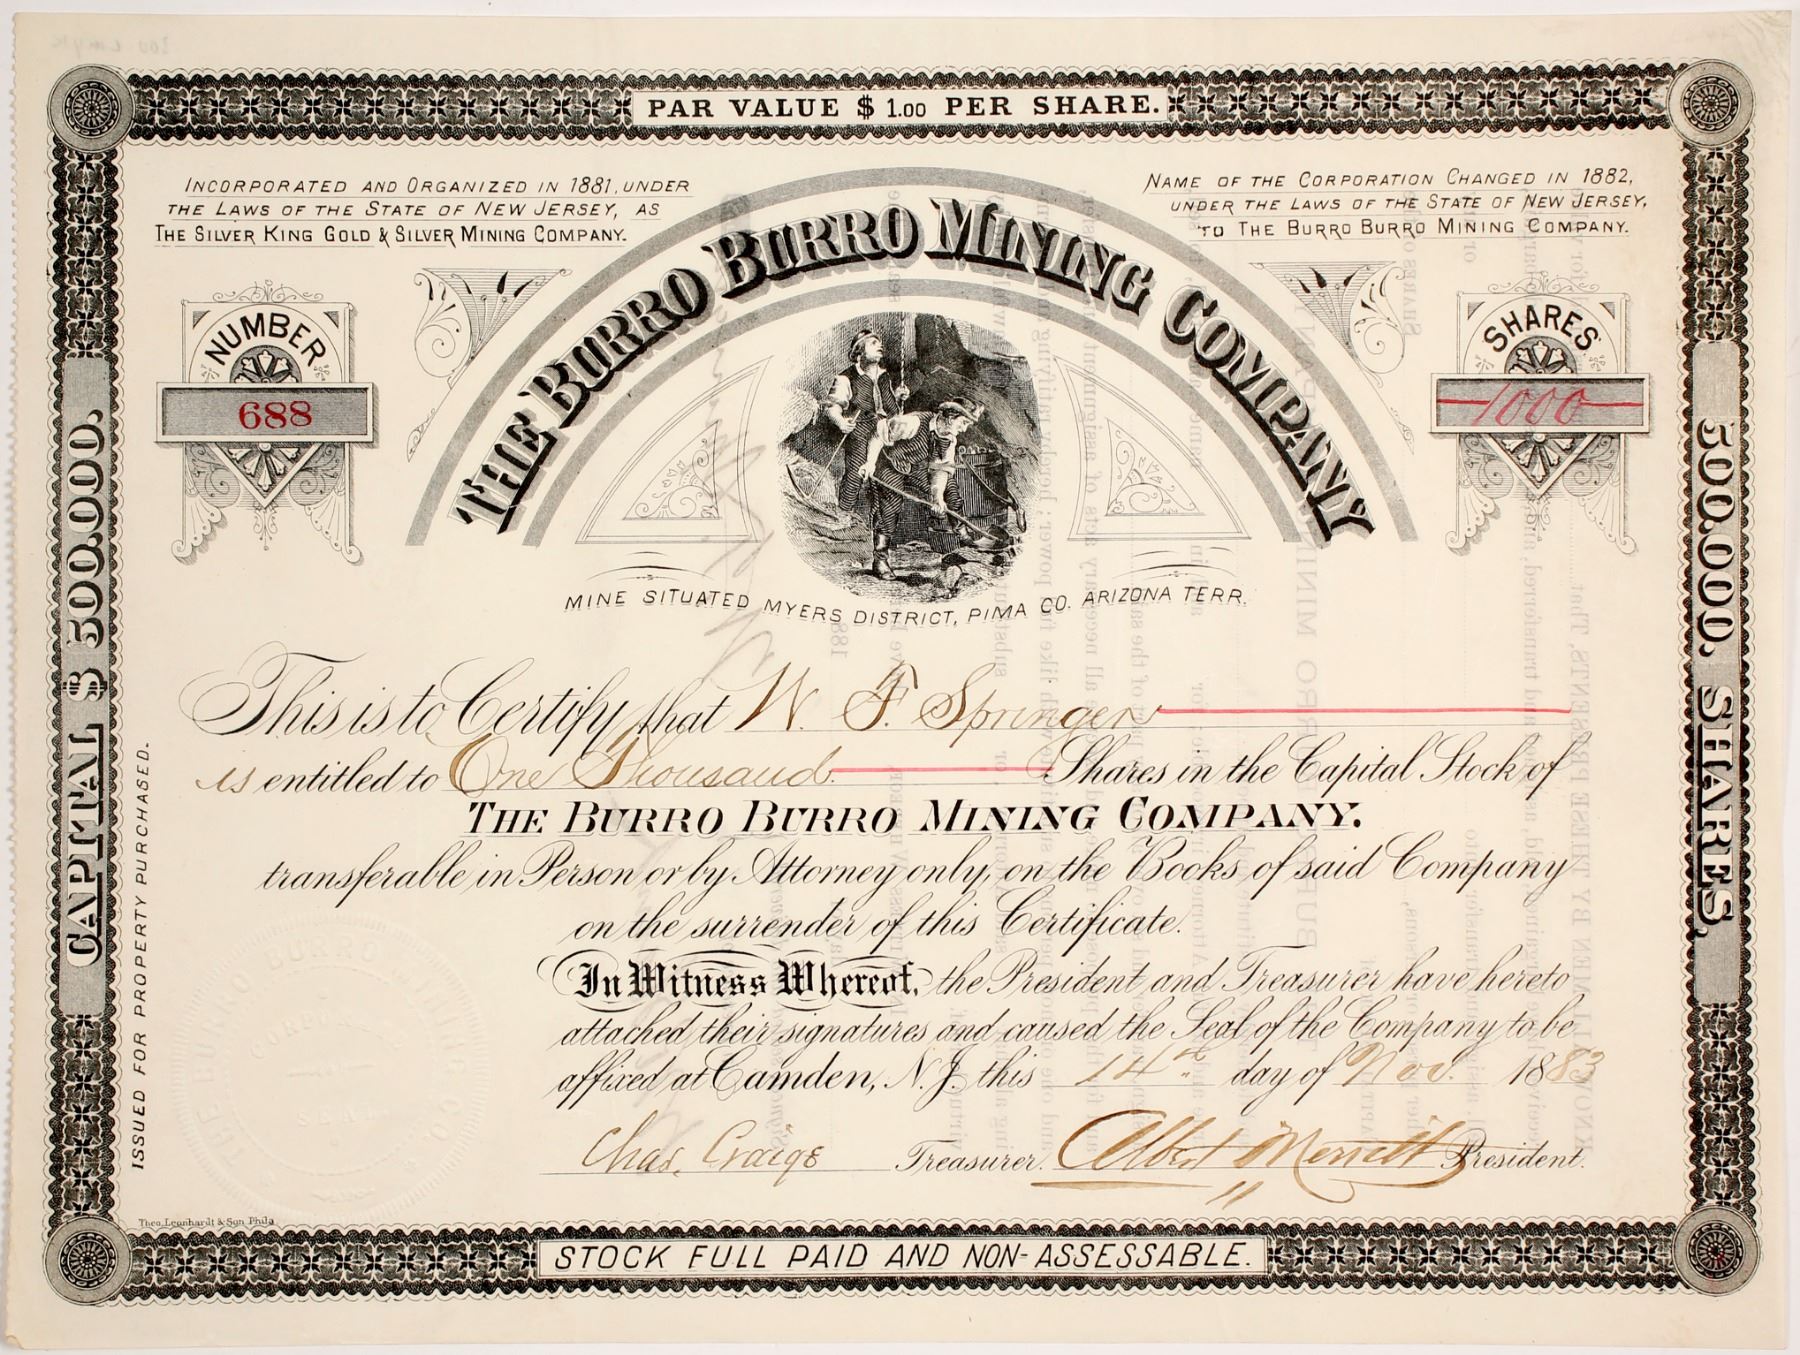 PAR VALUE $ 1.00 PER SHARE.
INCORPORATED AND ORGANIZED IN 1881, UNDER
THE LAWS OF THE STATE OF NEW JERSEY, AS
THE SILVER KING GOLD & SILVER MINING COMPANY.
NAME OF THE CORPORATION CHANGED IN 1882,
UNDER THE LAWS OF THE STATE OF NEW JERSEY,
TO THE BURRO BURRO MINING COMPANY.
THE BURRO BURRO MINING COMPANY
NUMBER
688
SHARES
1000
MINE SITUATED MYERS DISTRICT, PIMA CO. ARIZONA TERR.
CAPITAL $ 500.000.
500.000. SHARES,
ISSUED FOR PROPERTY PURCHASED.
This is to Certify that W. F. Springer
is entitled to One Thousand Shares in the Capital Stock of
THE BURRO BURRO MINING COMPANY.
transferable in Person or by Attorney only, on the Books of said Company
on the surrender of this Certificate.
In Witness Whereof, the President and Treasurer have hereto
attached their signatures and caused the Seal of the Company to be
affixed at Camden, N.J. this 14th day of Nov. 1883
Chas. Craige Treasurer. Albert Merritt President.
Theo. Leonhardt & Son Phila
STOCK FULL PAID AND NON-ASSESSABLE.